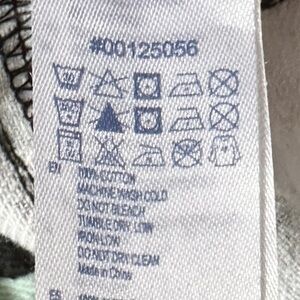 #00125056
EN
100% COTTON
MACHINE WASH COLD
DO NOT BLEACH
TUMBLE DRY LOW
IRON LOW
DO NOT DRY CLEAN
Made in China
ES